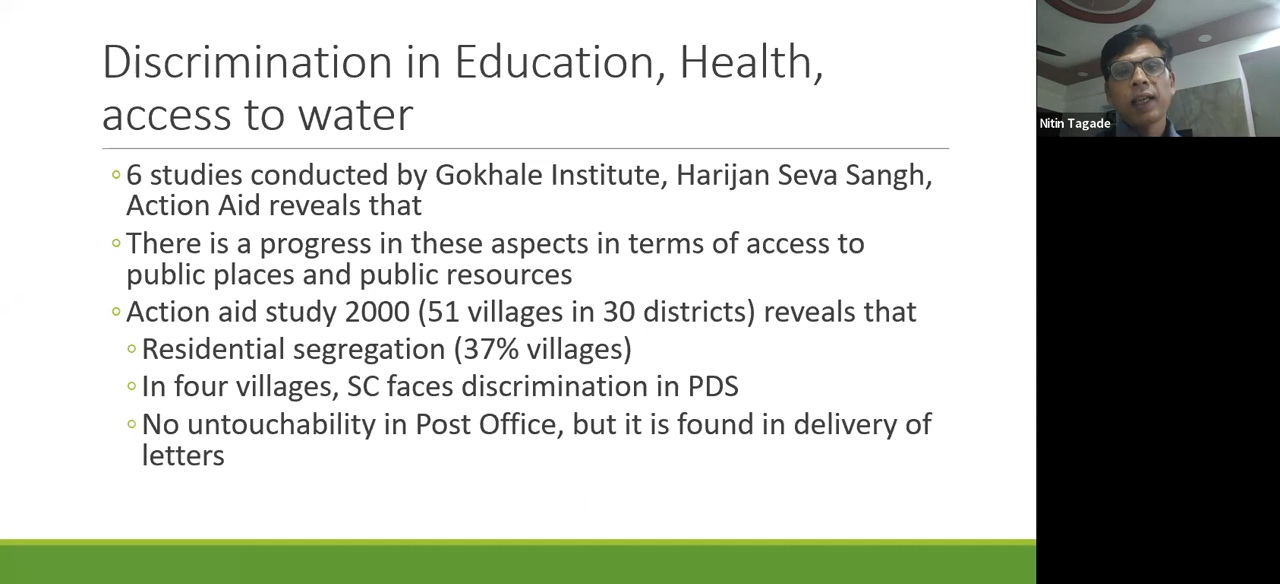 Discrimination in Education, Health,
access to water
6 studies conducted by Gokhale Institute, Harijan Seva Sangh,
Action Aid reveals that
There is a progress in these aspects in terms of access to
public places and public resources
Action aid study 2000 (51 villages in 30 districts) reveals that
Residential segregation (37% villages)
In four villages, SC faces discrimination in PDS
No untouchability in Post Office, but it is found in delivery of
letters
Nitin Tagade